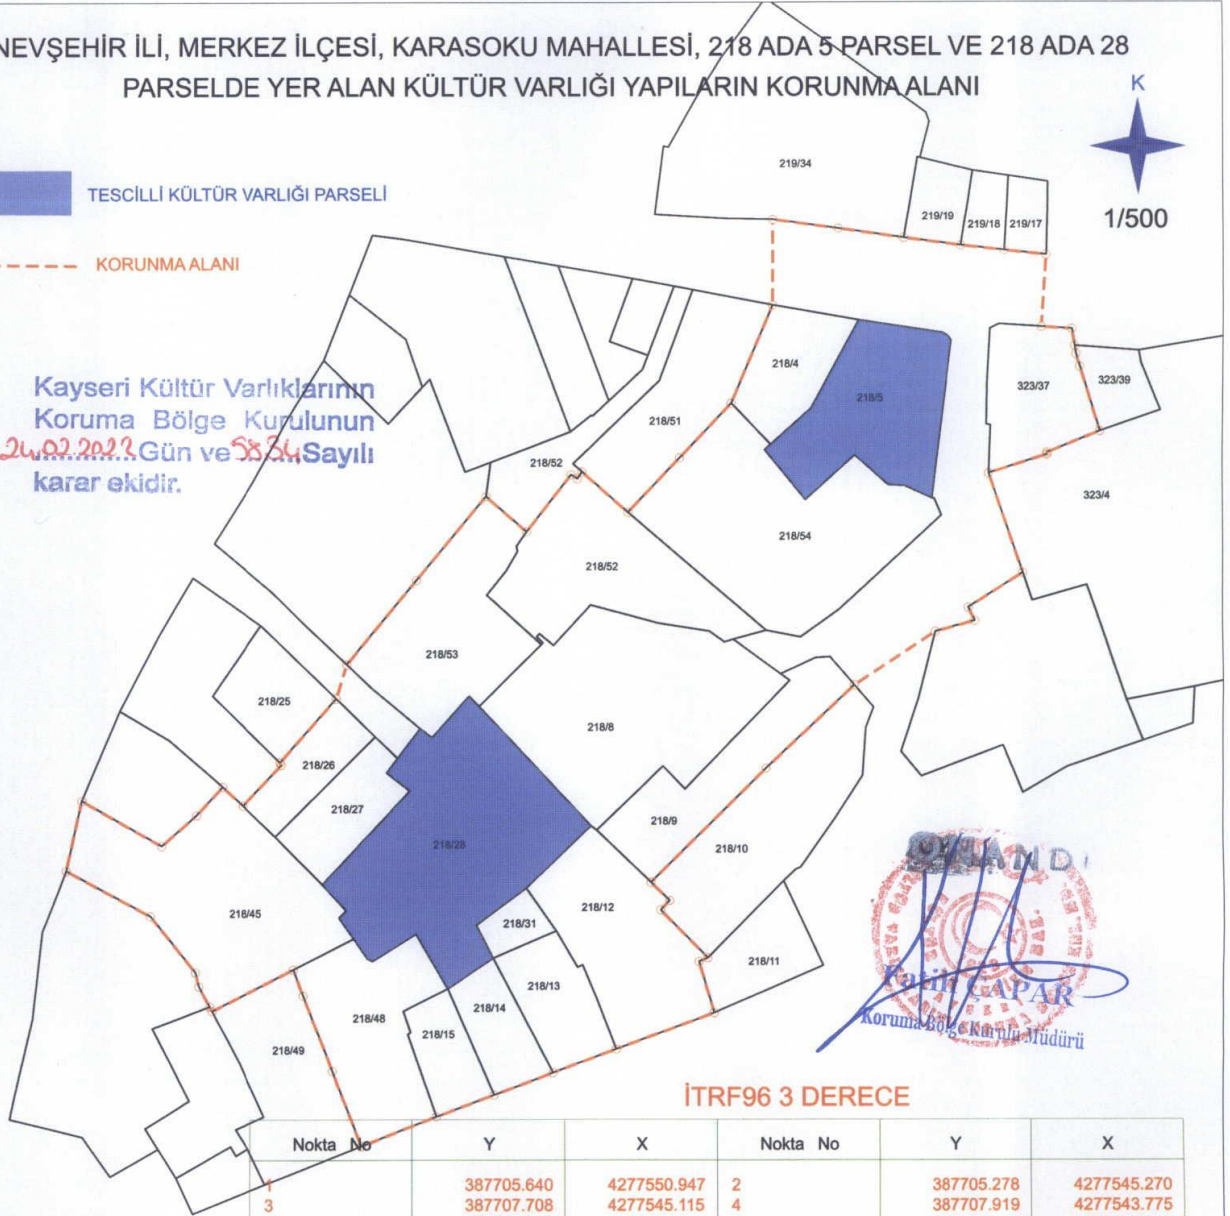 NEVŞEHİR İLİ, MERKEZ İLÇESİ, KARASOKU MAHALLESİ, 218 ADA 5 PARSEL VE 218 ADA 28
PARSELDE YER ALAN KÜLTÜR VARLIĞI YAPILARIN KORUNMA ALANI
K
1/500
TESCİLLİ KÜLTÜR VARLIĞI PARSELİ
KORUNMA ALANI
Kayseri Kültür Varlıklarının
Koruma Bölge Kurulunun
24.02.2022 Gün ve 5834 Sayılı
karar ekidir.
219/34
219/19
219/18
219/17
218/4
218/5
323/37
323/39
218/51
218/52
323/4
218/54
218/52
218/53
218/25
218/8
218/26
218/27
218/9
218/28
218/10
218/45
218/12
218/31
218/11
218/13
218/14
218/48
218/15
218/49
ONANDI
Fatih ÇAPAR
Koruma Bölge Kurulu Müdürü
İTRF96 3 DERECE
Nokta No Y X Nokta No Y X
1 387705.640 4277550.947 2 387705.278 4277545.270
3 387707.708 4277545.115 4 387707.919 4277543.775